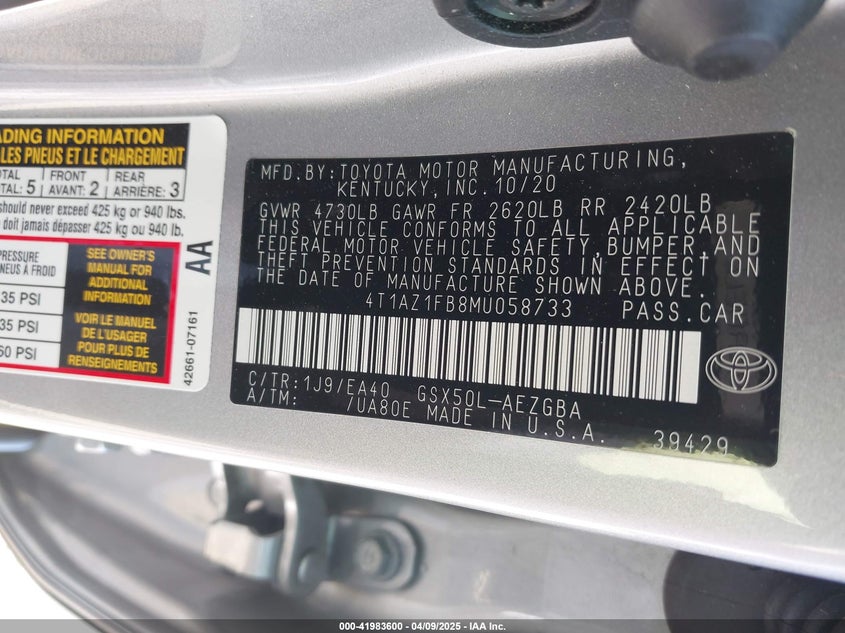 ADING INFORMATION
LES PNEUS ET LE CHARGEMENT
TOTAL FRONT REAR
TAL: 5 AVANT: 2 ARRIÈRE: 3
should never exceed 425 kg or 940 lbs.
doit jamais dépasser 425 kg ou 940 lb.
PRESSURE
PNEUS À FROID
35 PSI
35 PSI
60 PSI
SEE OWNER'S
MANUAL FOR
ADDITIONAL
INFORMATION
VOIR LE MANUEL
DE L'USAGER
POUR PLUS DE
RENSEIGNEMENTS
AA
42661-07161
MFD.BY:TOYOTA MOTOR MANUFACTURING,
KENTUCKY, INC. 10/20
GVWR 4730LB GAWR FR 2620LB RR 2420LB
THIS VEHICLE CONFORMS TO ALL APPLICABLE
FEDERAL MOTOR VEHICLE SAFETY, BUMPER, AND
THEFT PREVENTION STANDARDS IN EFFECT ON
THE DATE OF MANUFACTURE SHOWN ABOVE.
4T1AZ1FB8MU058733 PASS.CAR
C/TR:1J9/EA40 GSX50L-AEZGBA
A/TM: /UA80E MADE IN U.S.A. 39429
000-41983600 - 04/09/2025 - IAA Inc.